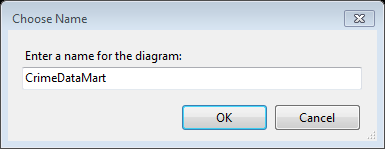 Choose Name
Enter a name for the diagram:
CrimeDataMart
OK
Cancel